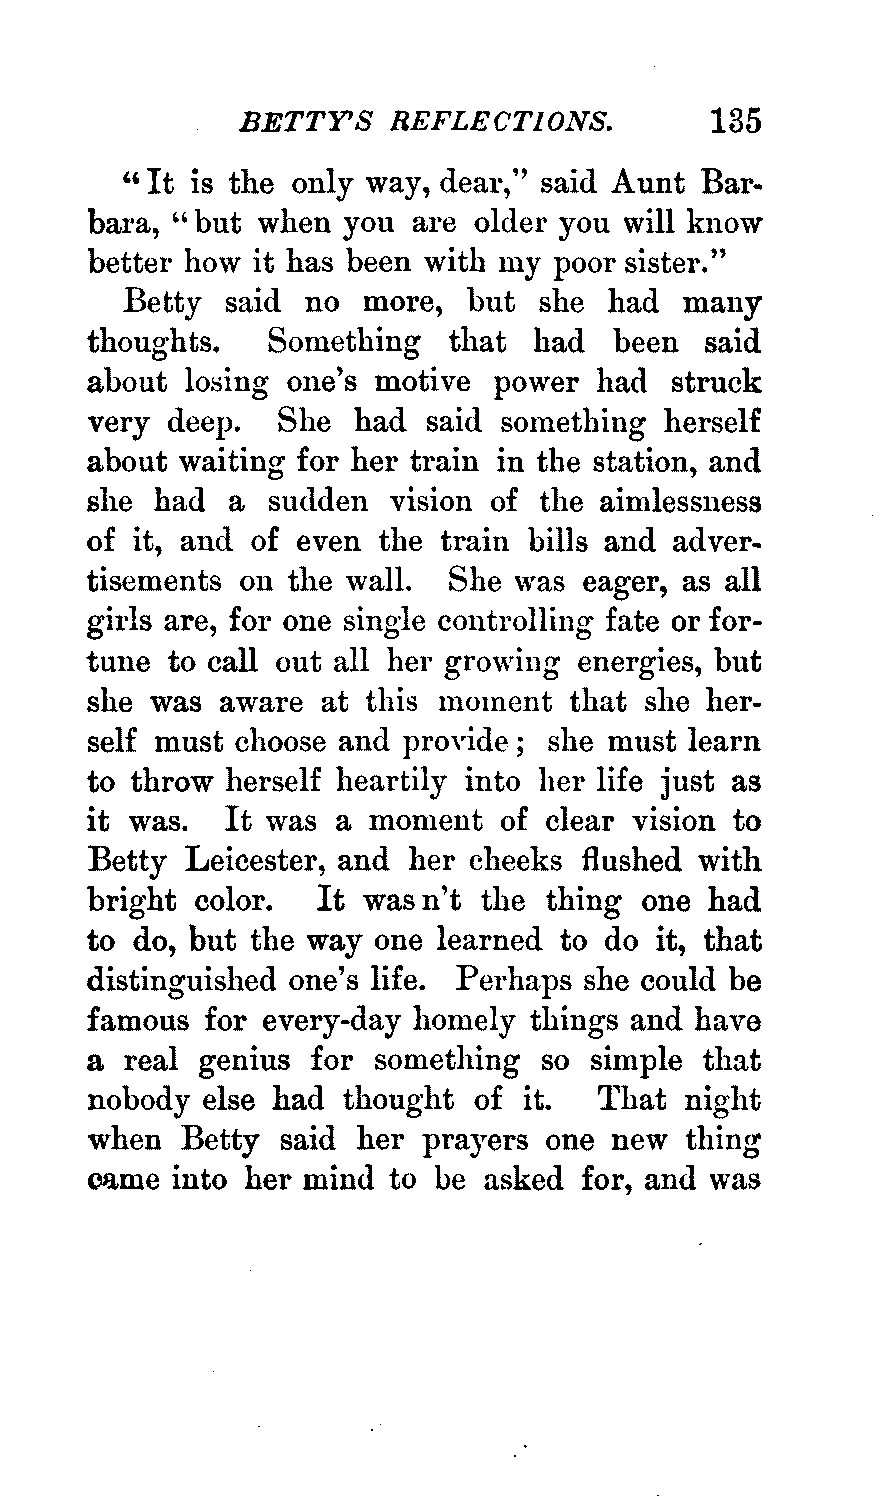 BETTY'S REFLECTIONS. 135
"It is the only way, dear," said Aunt Bar-
bara, "but when you are older you will know
better how it has been with my poor sister."
Betty said no more, but she had many
thoughts. Something that had been said
about losing one's motive power had struck
very deep. She had said something herself
about waiting for her train in the station, and
she had a sudden vision of the aimlessness
of it, and of even the train bills and adver-
tisements on the wall. She was eager, as all
girls are, for one single controlling fate or for-
tune to call out all her growing energies, but
she was aware at this moment that she her-
self must choose and provide; she must learn
to throw herself heartily into her life just as
it was. It was a moment of clear vision to
Betty Leicester, and her cheeks flushed with
bright color. It wasn't the thing one had
to do, but the way one learned to do it, that
distinguished one's life. Perhaps she could be
famous for every-day homely things and have
a real genius for something so simple that
nobody else had thought of it. That night
when Betty said her prayers one new thing
came into her mind to be asked for, and was